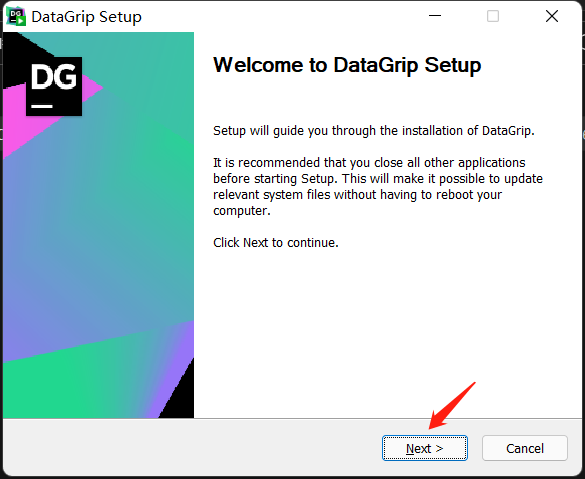 DataGrip Setup
DG
Welcome to DataGrip Setup
Setup will guide you through the installation of DataGrip.
It is recommended that you close all other applications
before starting Setup. This will make it possible to update
relevant system files without having to reboot your
computer.
Click Next to continue.
Next >
Cancel